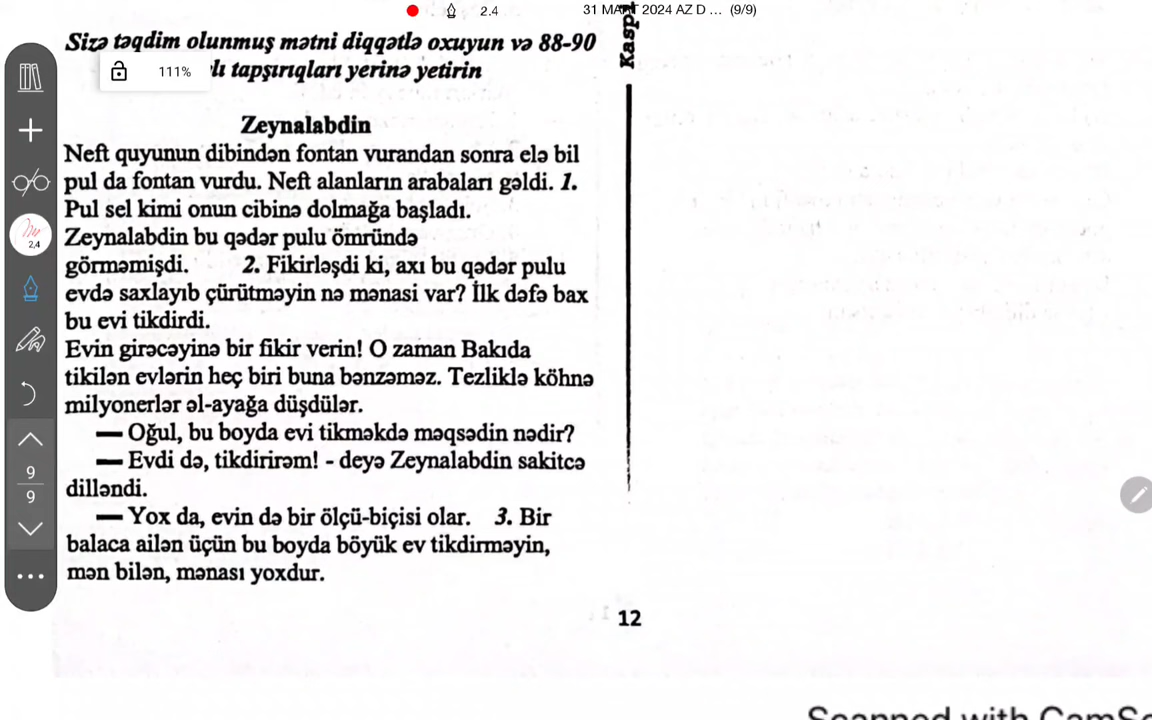 2.4
31 MART 2024 AZ D ... (9/9)
Sizə təqdim olunmuş mətni diqqətlə oxuyun və 88-90
111%
lı tapşırıqları yerinə yetirin
Kaspi
Zeynalabdin
Neft quyunun dibindən fontan vurandan sonra elə bil
pul da fontan vurdu. Neft alanların arabaları gəldi. 1.
Pul sel kimi onun cibinə dolmağa başladı.
Zeynalabdin bu qədər pulu ömründə
görməmişdi. 2. Fikirləşdi ki, axı bu qədər pulu
evdə saxlayıb çürütməyin nə mənasi var? İlk dəfə bax
bu evi tikdirdi.
Evin girəcəyinə bir fikir verin! O zaman Bakıda
tikilən evlərin heç biri buna bənzəməz. Tezliklə köhnə
milyonerlər əl-ayağa düşdülər.
— Oğul, bu boyda evi tikməkdə məqsədin nədir?
— Evdi də, tikdirirəm! - deyə Zeynalabdin sakitcə
dilləndi.
— Yox da, evin də bir ölçü-biçisi olar. 3. Bir
balaca ailən üçün bu boyda böyük ev tikdirməyin,
mən bilən, mənası yoxdur.
12
2,4
9
9
Scanned with CamSc